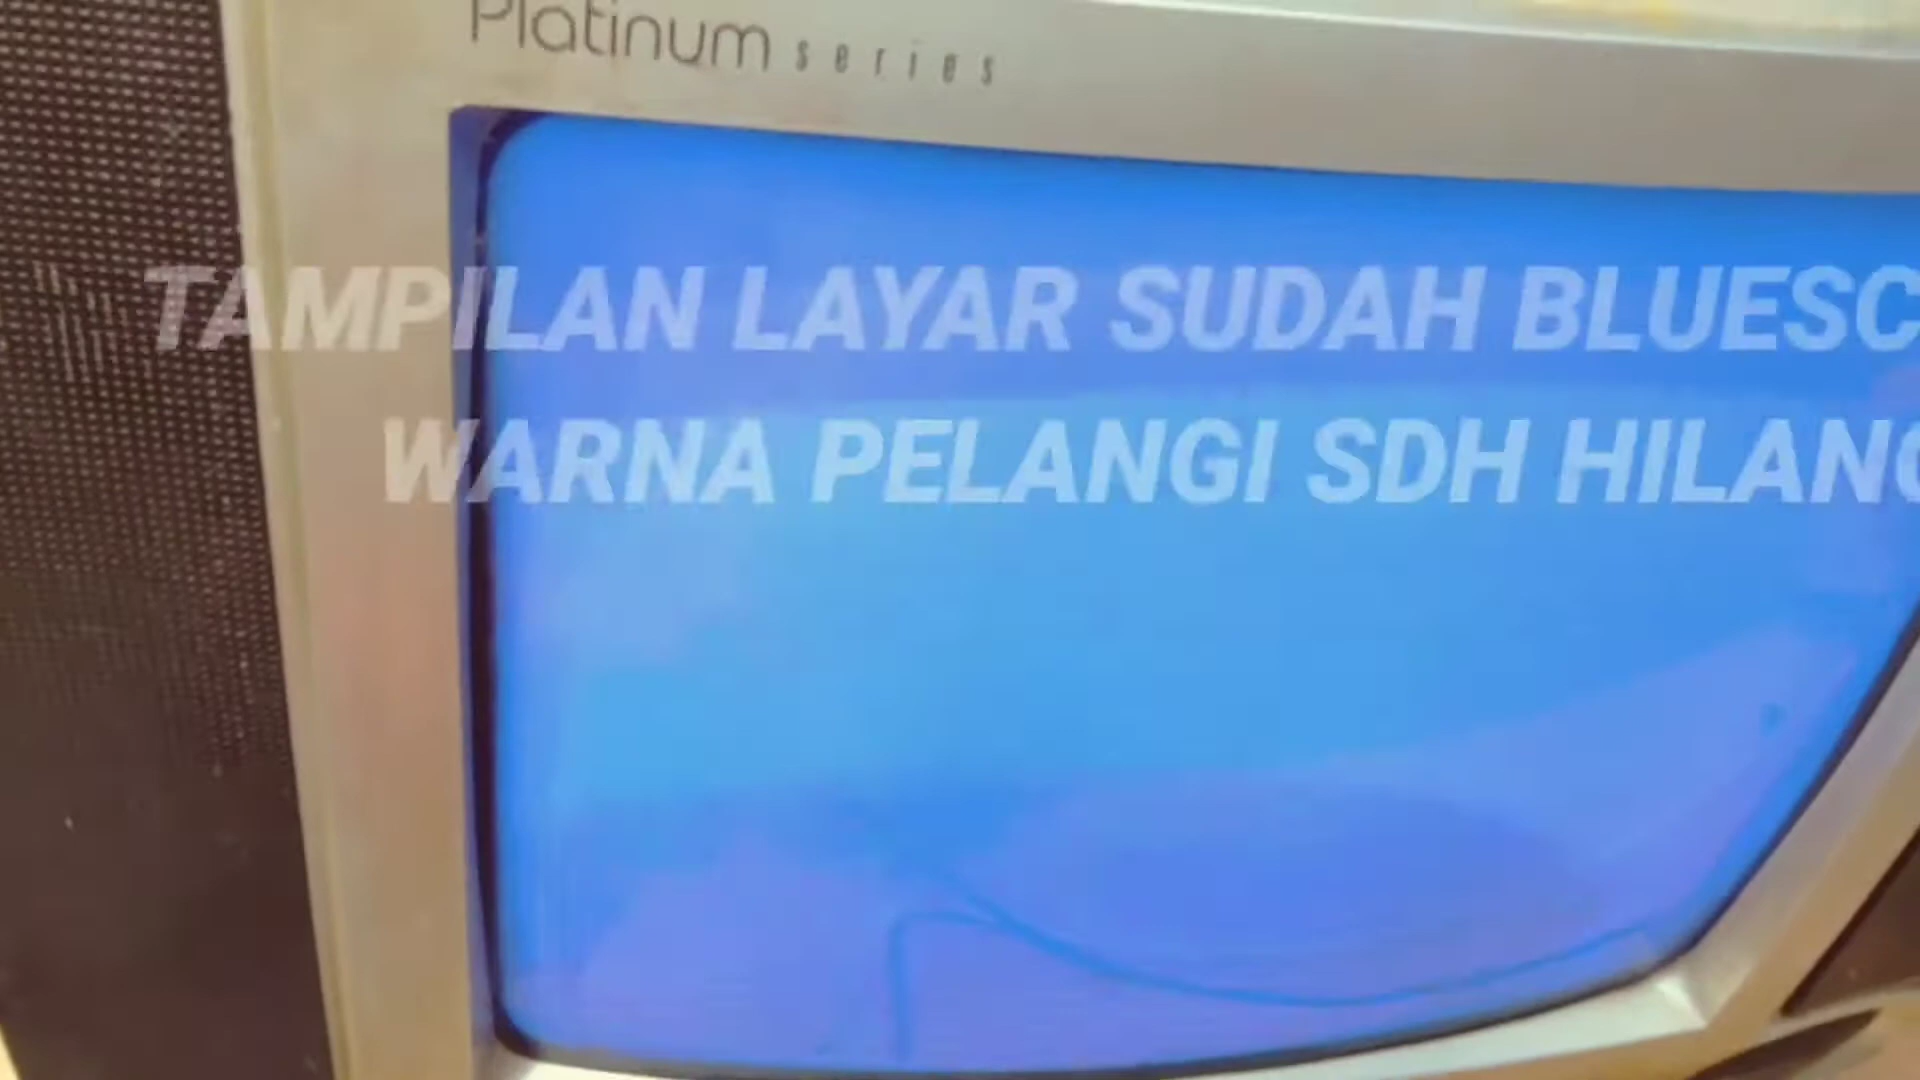 Platinum series
TAMPILAN LAYAR SUDAH BLUESC
WARNA PELANGI SDH HILANG